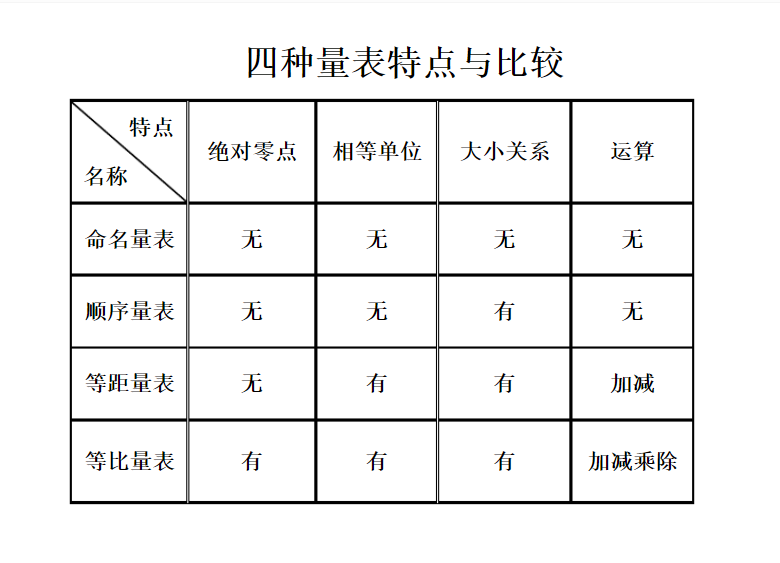 四种量表特点与比较
特点
名称 绝对零点 相等单位 大小关系 运算
命名量表 无 无 无 无
顺序量表 无 无 有 无
等距量表 无 有 有 加减
等比量表 有 有 有 加减乘除